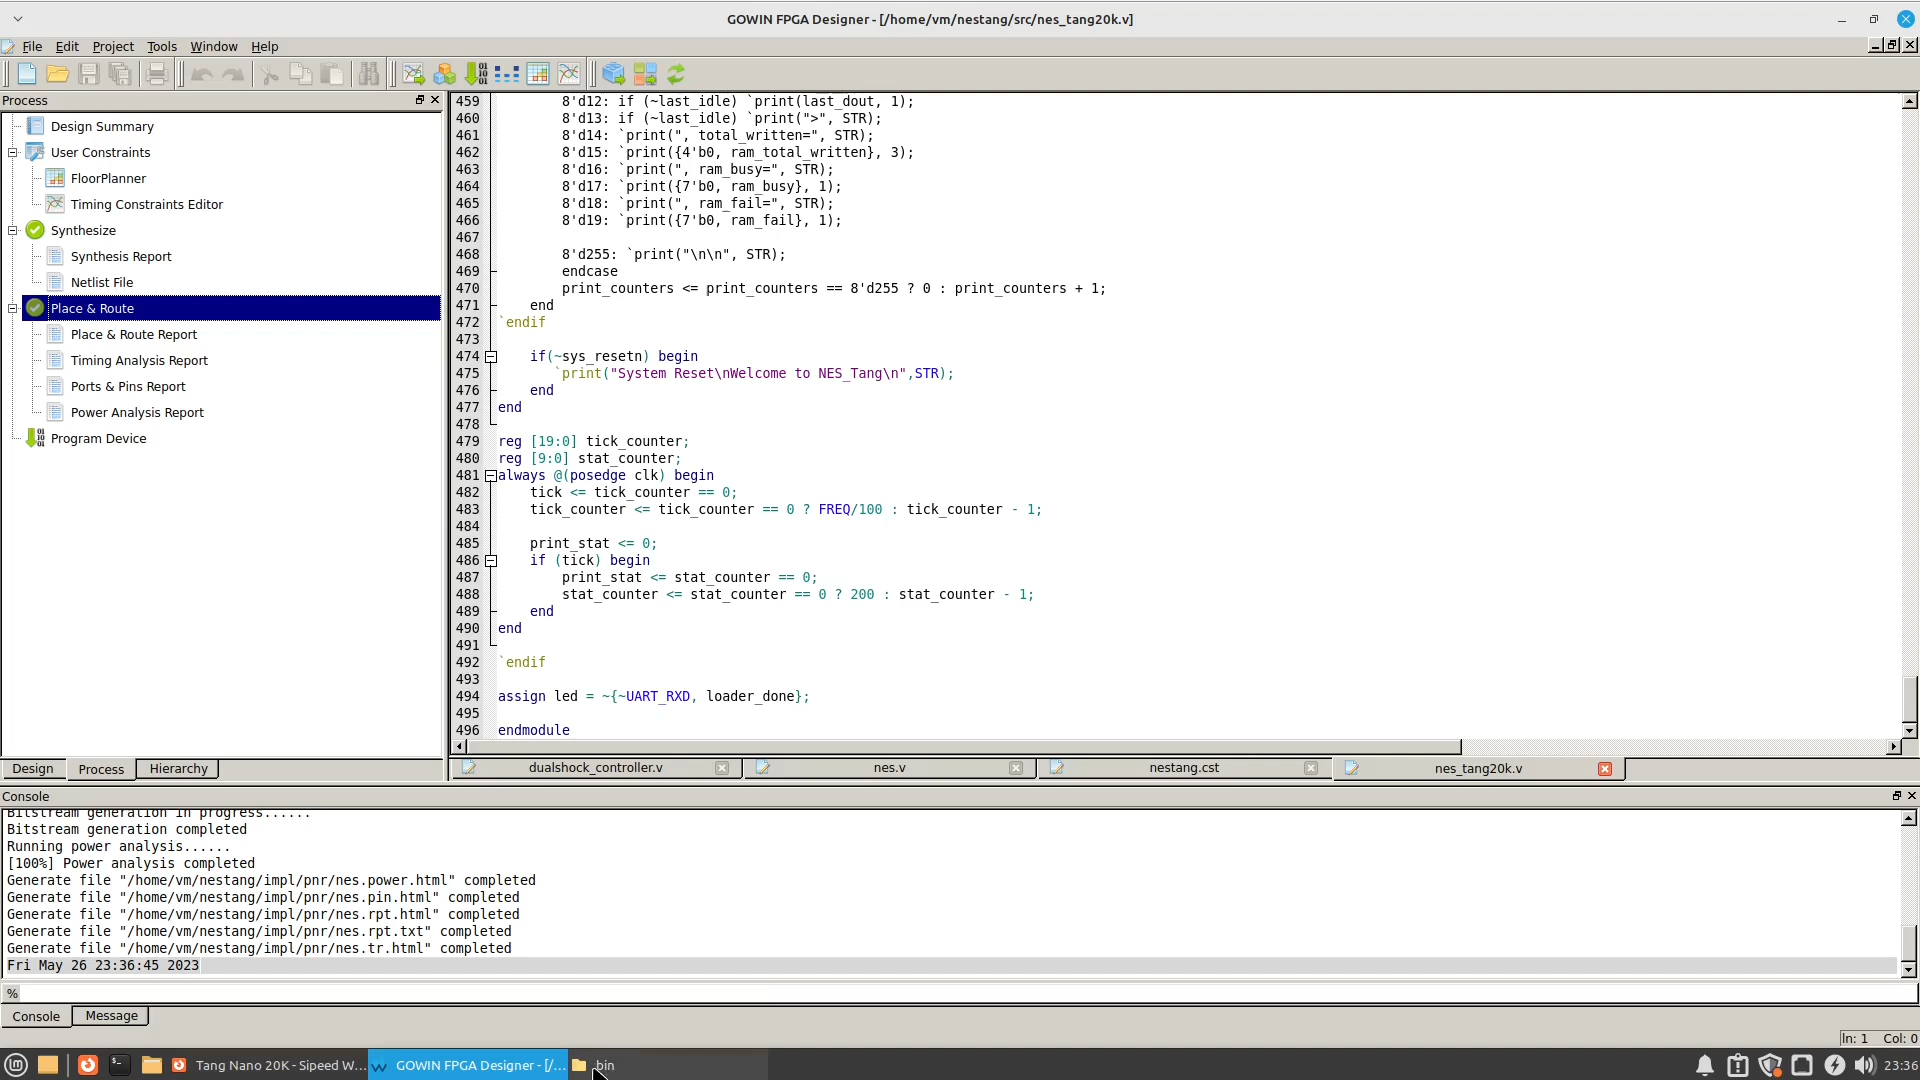 GOWIN FPGA Designer - [/home/vm/nestang/src/nes_tang20k.v]
File Edit Project Tools Window Help
Process
Design Summary
User Constraints
FloorPlanner
Timing Constraints Editor
Synthesize
Synthesis Report
Netlist File
Place & Route
Place & Route Report
Timing Analysis Report
Ports & Pins Report
Power Analysis Report
Program Device
Design Process Hierarchy
459 8'd12: if (~last_idle) `print(last_dout, 1);
460 8'd13: if (~last_idle) `print(">", STR);
461 8'd14: `print(", total_written=", STR);
462 8'd15: `print({4'b0, ram_total_written}, 3);
463 8'd16: `print(", ram_busy=", STR);
464 8'd17: `print({7'b0, ram_busy}, 1);
465 8'd18: `print(", ram_fail=", STR);
466 8'd19: `print({7'b0, ram_fail}, 1);
467
468 8'd255: `print("\n\n", STR);
469 endcase
470 print_counters <= print_counters == 8'd255 ? 0 : print_counters + 1;
471 end
472 `endif
473
474 if(~sys_resetn) begin
475 `print("System Reset\nWelcome to NES_Tang\n",STR);
476 end
477 end
478
479 reg [19:0] tick_counter;
480 reg [9:0] stat_counter;
481 always @(posedge clk) begin
482 tick <= tick_counter == 0;
483 tick_counter <= tick_counter == 0 ? FREQ/100 : tick_counter - 1;
484
485 print_stat <= 0;
486 if (tick) begin
487 print_stat <= stat_counter == 0;
488 stat_counter <= stat_counter == 0 ? 200 : stat_counter - 1;
489 end
490 end
491
492 `endif
493
494 assign led = ~{~UART_RXD, loader_done};
495
496 endmodule
dualshock_controller.v nes.v nestang.cst nes_tang20k.v
Console
Bitstream generation in progress......
Bitstream generation completed
Running power analysis......
[100%] Power analysis completed
Generate file "/home/vm/nestang/impl/pnr/nes.power.html" completed
Generate file "/home/vm/nestang/impl/pnr/nes.pin.html" completed
Generate file "/home/vm/nestang/impl/pnr/nes.rpt.html" completed
Generate file "/home/vm/nestang/impl/pnr/nes.rpt.txt" completed
Generate file "/home/vm/nestang/impl/pnr/nes.tr.html" completed
Fri May 26 23:36:45 2023
%
Console Message
ln: 1 Col: 0
Tang Nano 20K - Sipeed W... GOWIN FPGA Designer - [/... bin 23:36